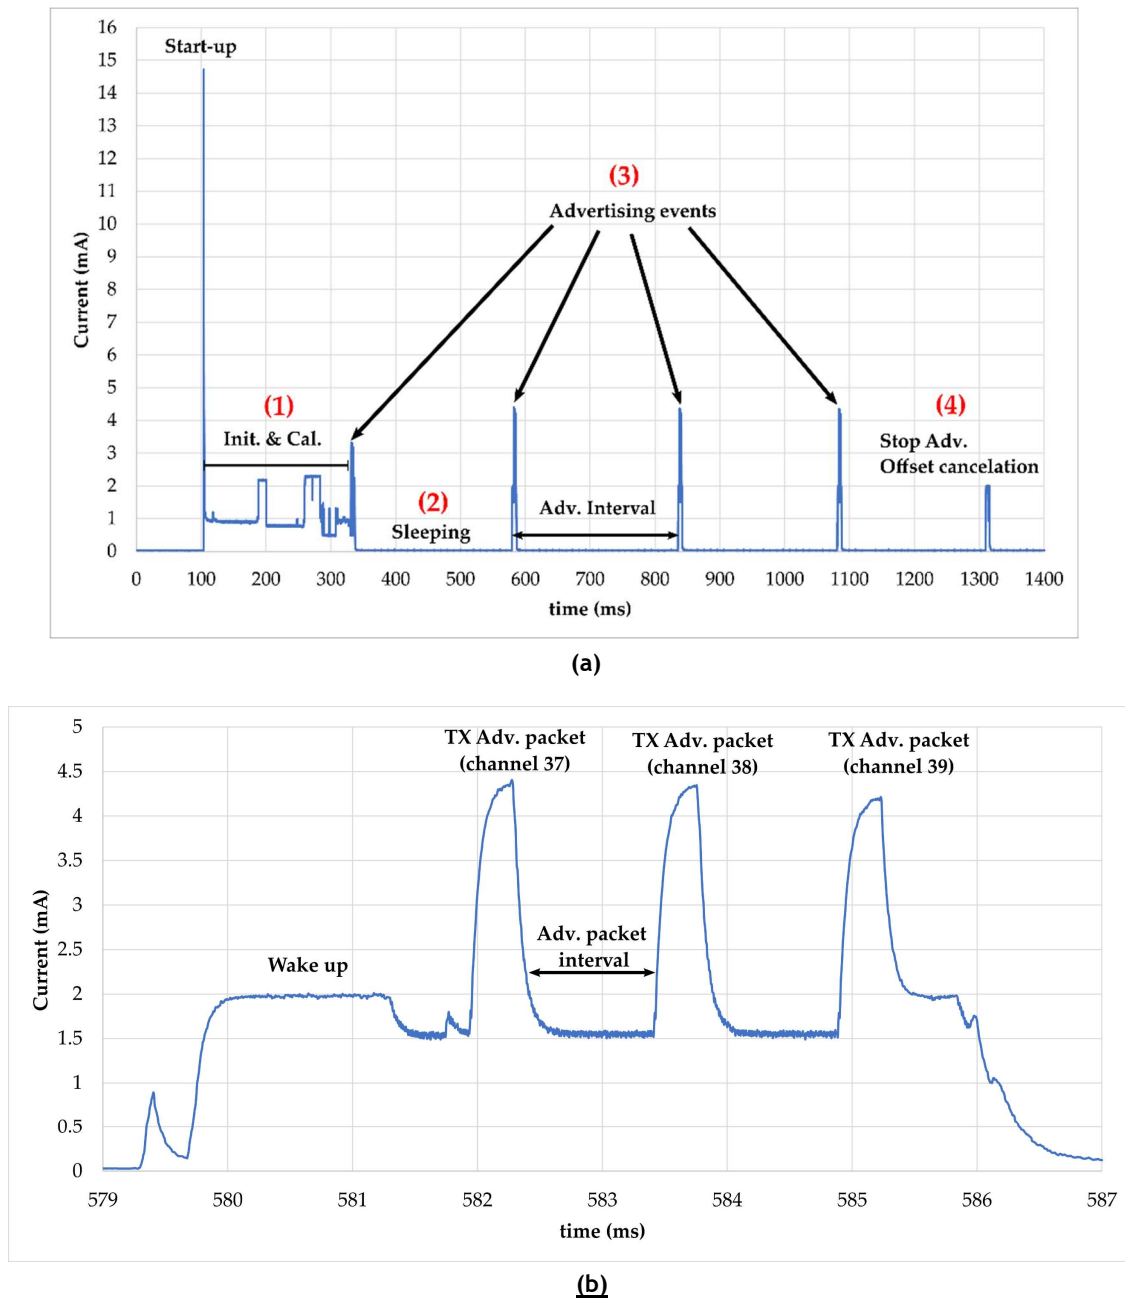 16
15
14
13
12
11
10
9
8
7
6
5
4
3
2
1
0
Current (mA)
Start-up
(3)
Advertising events
(1)
Init. & Cal.
(2)
Sleeping
Adv. Interval
(4)
Stop Adv.
Offset cancelation
0 100 200 300 400 500 600 700 800 900 1000 1100 1200 1300 1400
time (ms)
(a)
5
4.5
4
3.5
3
2.5
2
1.5
1
0.5
0
Current (mA)
TX Adv. packet
(channel 37)
TX Adv. packet
(channel 38)
TX Adv. packet
(channel 39)
Wake up
Adv. packet
interval
579 580 581 582 583 584 585 586 587
time (ms)
(b)